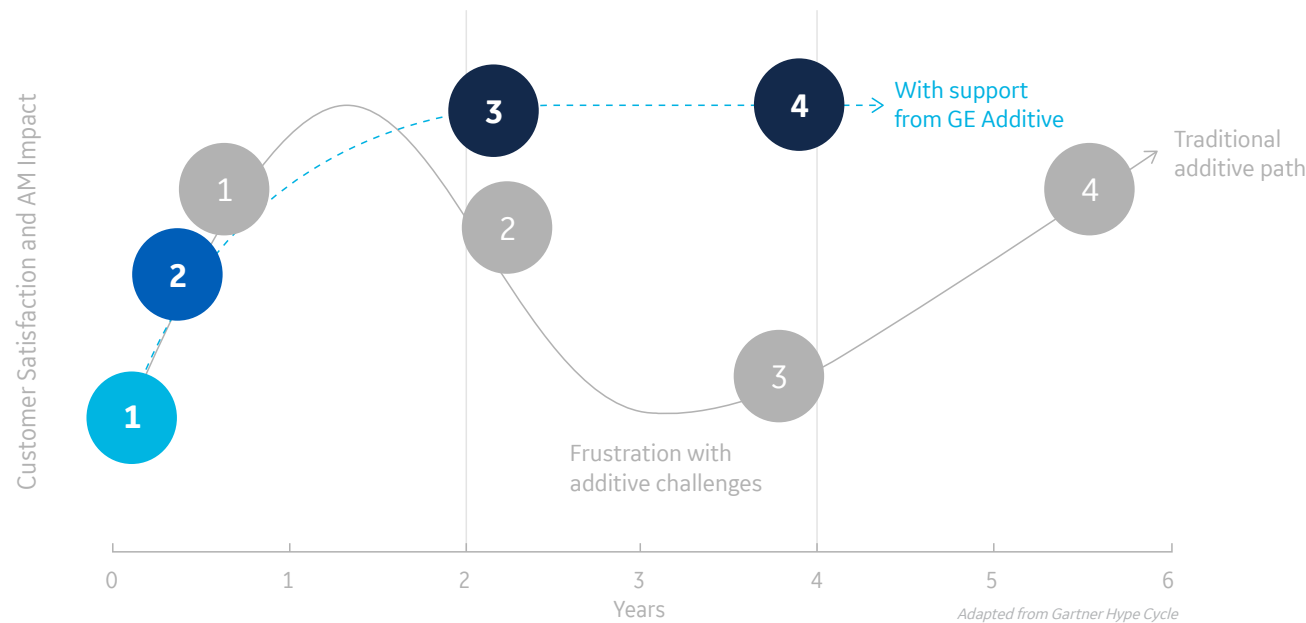 Customer Satisfaction and AM Impact
3
4
With support
from GE Additive
Traditional
additive path
1
4
2
2
3
1
Frustration with
additive challenges
0 1 2 3 4 5 6
Years
Adapted from Gartner Hype Cycle